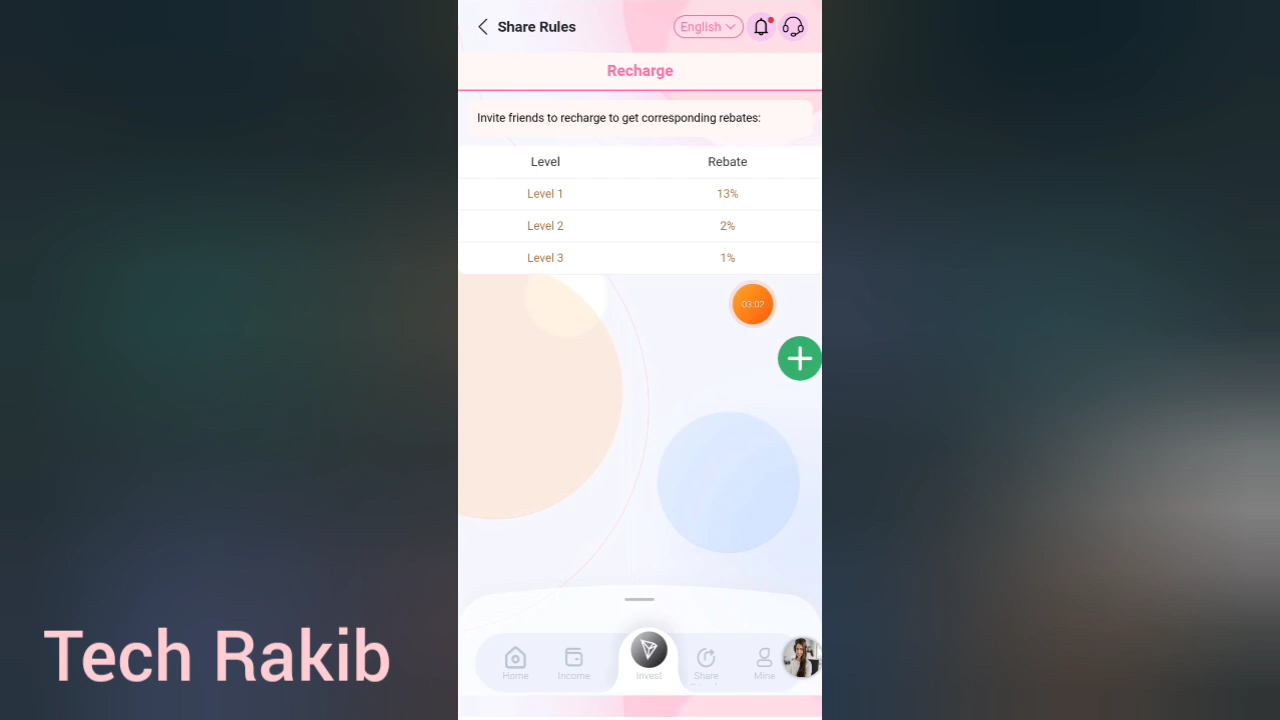 Share Rules
English
Recharge
Invite friends to recharge to get corresponding rebates:
Level Rebate
Level 1 13%
Level 2 2%
Level 3 1%
03:02
Tech Rakib
Home Income Invest Share Mine